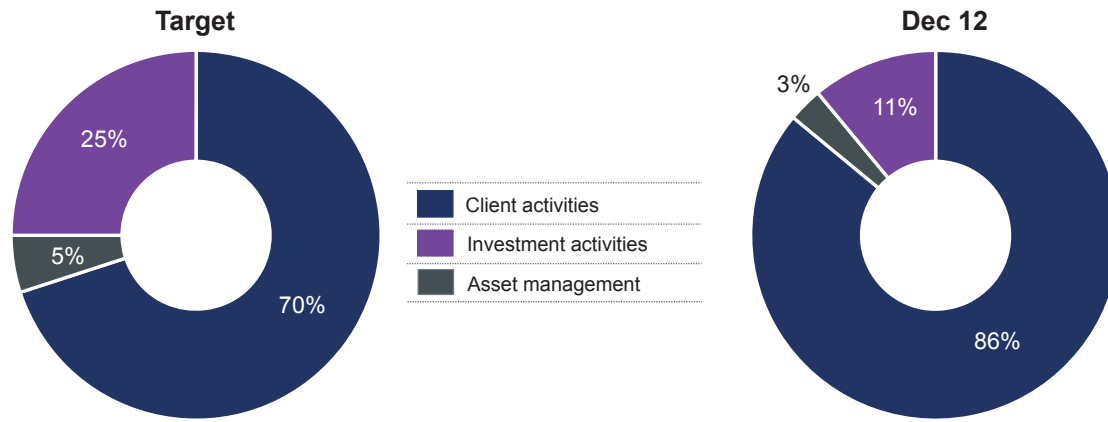 Target
25%
5%
70%
Client activities
Investment activities
Asset management
Dec 12
3%
11%
86%